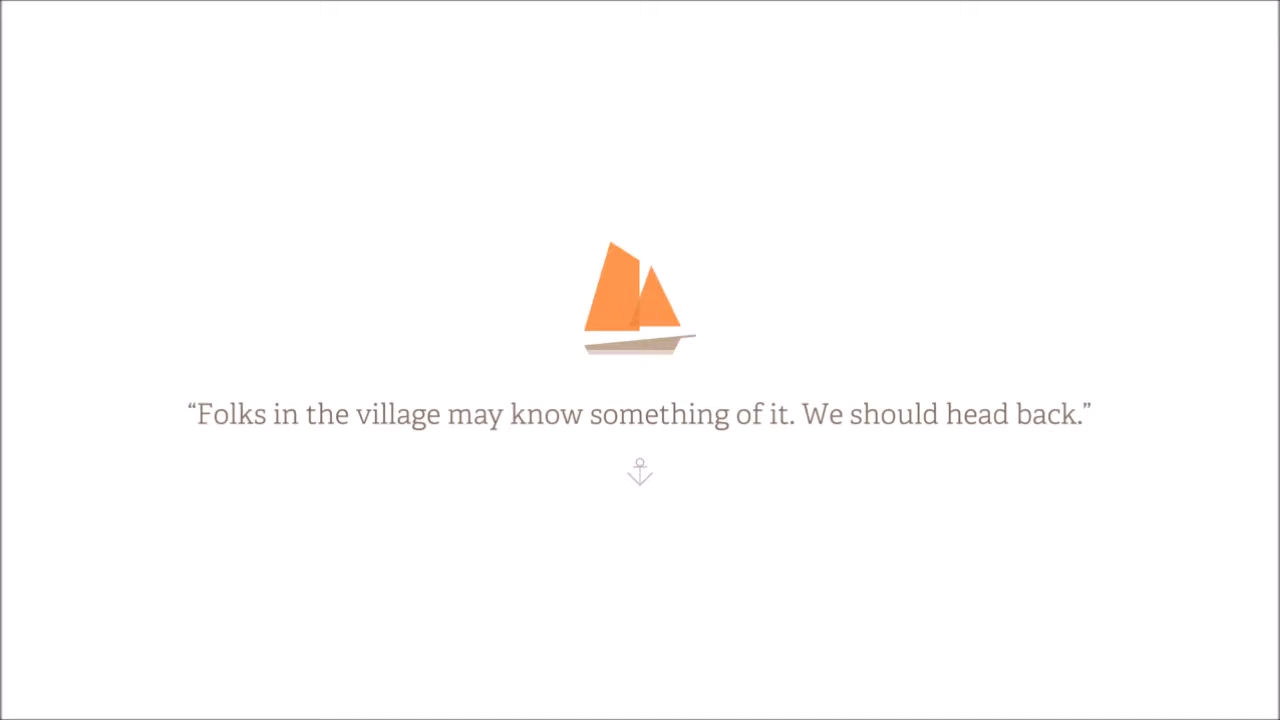 “Folks in the village may know something of it. We should head back.”